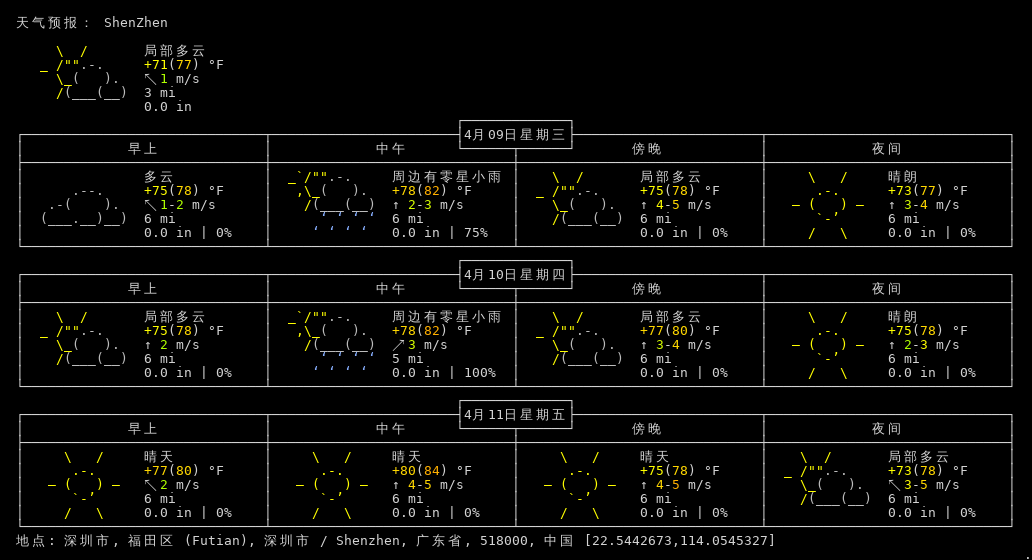 天气预报： ShenZhen
局部多云
+71(77) °F
↖ 1 m/s
3 mi
0.0 in
4月09日星期三
早上 中午 傍晚 夜间
多云 周边有零星小雨 局部多云 晴朗
+75(78) °F +78(82) °F +75(78) °F +73(77) °F
↖ 1-2 m/s ↑ 2-3 m/s ↑ 4-5 m/s ↑ 3-4 m/s
6 mi 6 mi 6 mi 6 mi
0.0 in | 0% 0.0 in | 75% 0.0 in | 0% 0.0 in | 0%
4月10日星期四
早上 中午 傍晚 夜间
局部多云 周边有零星小雨 局部多云 晴朗
+75(78) °F +78(82) °F +77(80) °F +75(78) °F
↑ 2 m/s ↗ 3 m/s ↑ 3-4 m/s ↑ 2-3 m/s
6 mi 5 mi 6 mi 6 mi
0.0 in | 0% 0.0 in | 100% 0.0 in | 0% 0.0 in | 0%
4月11日星期五
早上 中午 傍晚 夜间
晴天 晴天 晴天 局部多云
+77(80) °F +80(84) °F +75(78) °F +73(78) °F
↖ 2 m/s ↑ 4-5 m/s ↑ 4-5 m/s ↖ 3-5 m/s
6 mi 6 mi 6 mi 6 mi
0.0 in | 0% 0.0 in | 0% 0.0 in | 0% 0.0 in | 0%
地点: 深圳市, 福田区 (Futian), 深圳市 / Shenzhen, 广东省, 518000, 中国 [22.5442673,114.0545327]